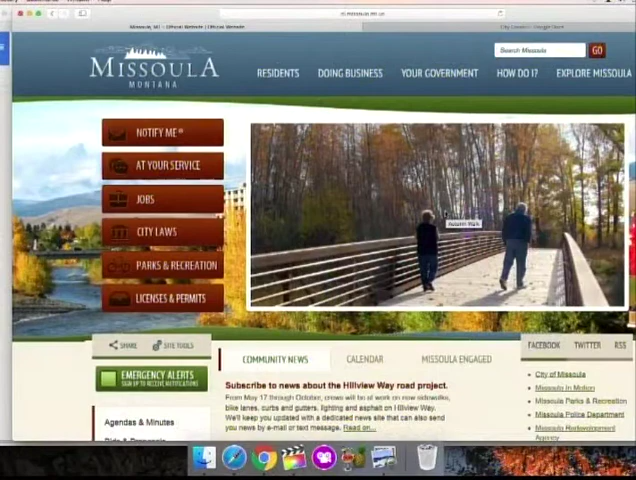 Missoula, MT - Official Website | Official Website
MISSOULA
MONTANA
Search Missoula
GO
RESIDENTS
DOING BUSINESS
YOUR GOVERNMENT
HOW DO I?
EXPLORE MISSOULA
NOTIFY ME®
AT YOUR SERVICE
JOBS
CITY LAWS
PARKS & RECREATION
LICENSES & PERMITS
Autumn Walk
SHARE
SITE TOOLS
EMERGENCY ALERTS
SIGN UP TO RECEIVE NOTIFICATIONS
Agendas & Minutes
COMMUNITY NEWS
CALENDAR
MISSOULA ENGAGED
Subscribe to news about the Hillview Way road project.
From May 17 through October, crews will be at work on new sidewalks,
bike lanes, curbs and gutters, lighting and asphalt on Hillview Way.
We'll keep you updated with a dedicated news site that can also
send you news by e-mail or text message. Read on...
FACEBOOK
TWITTER
RSS
City of Missoula
Missoula In Motion
Missoula Parks & Recreation
Missoula Police Department
Missoula Redevelopment
Agency